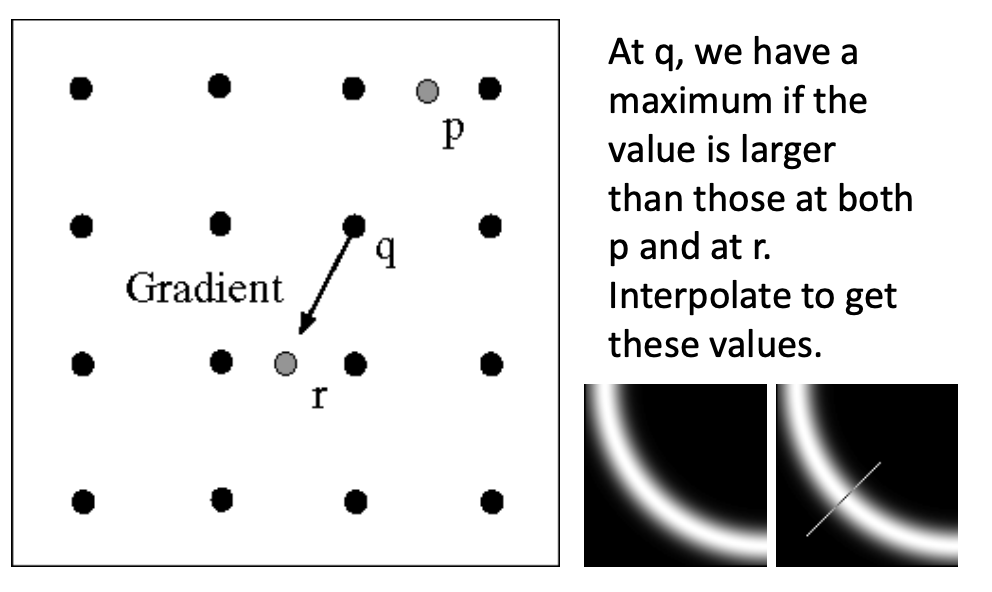 p
q
Gradient
r
At q, we have a
maximum if the
value is larger
than those at both
p and at r.
Interpolate to get
these values.